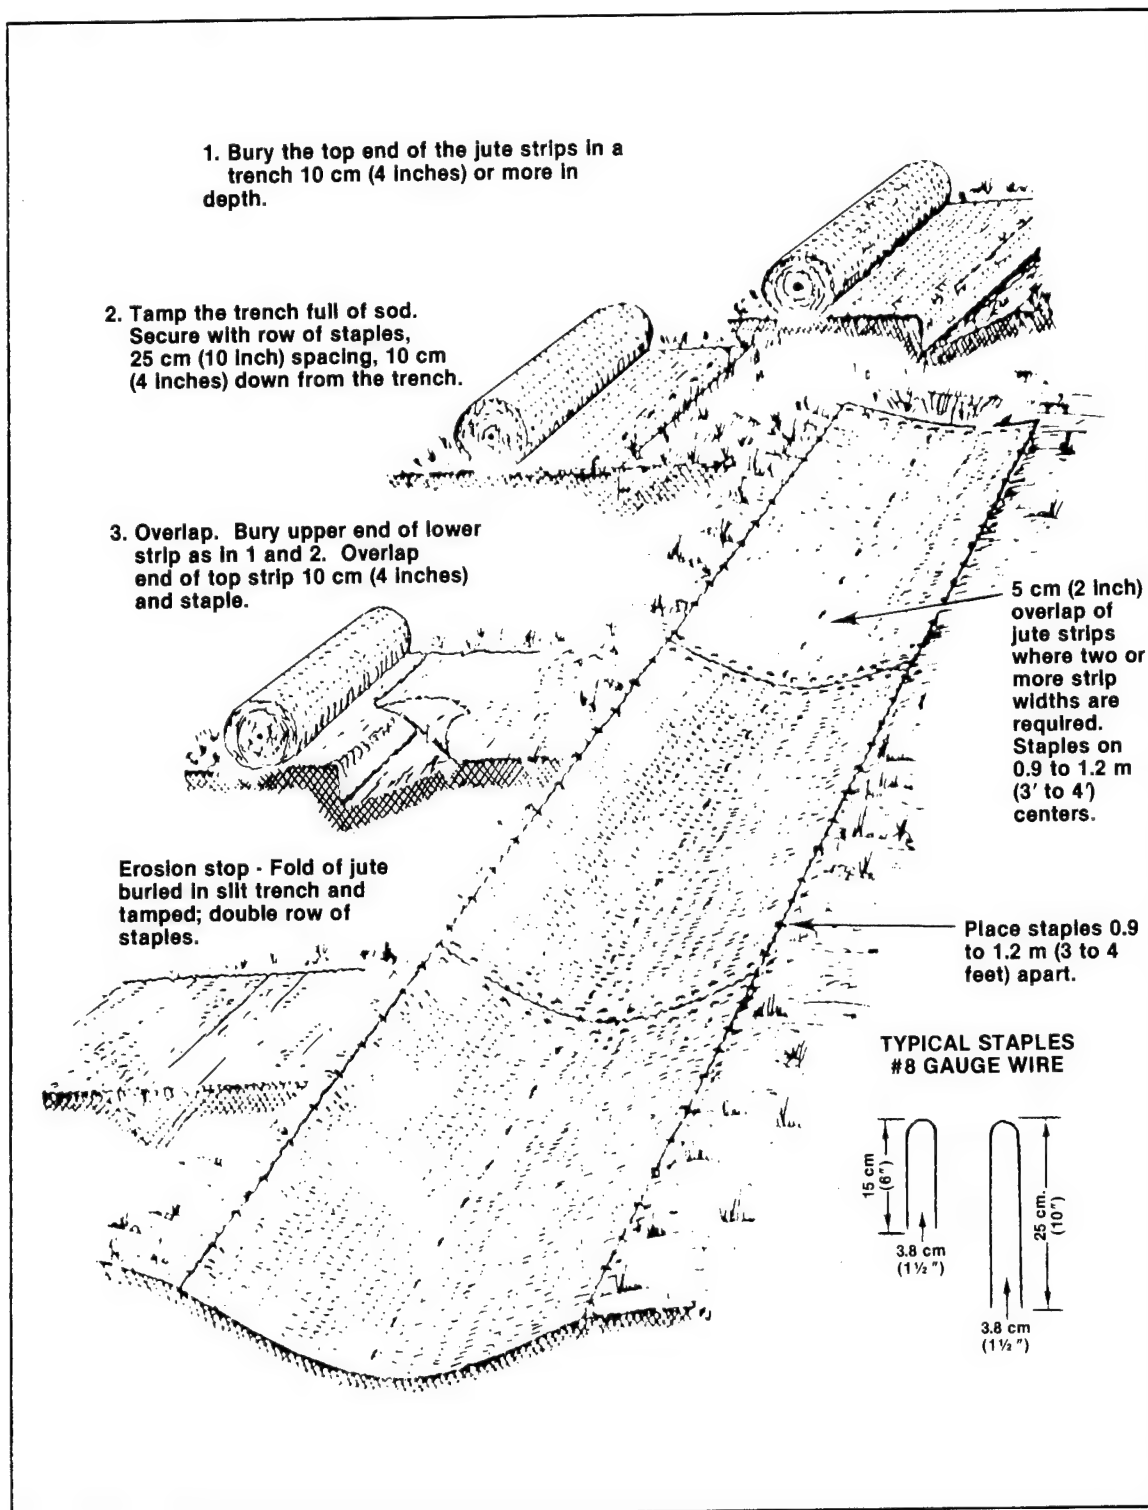 1. Bury the top end of the jute strips in a
trench 10 cm (4 inches) or more in
depth.
2. Tamp the trench full of sod.
Secure with row of staples,
25 cm (10 inch) spacing, 10 cm
(4 inches) down from the trench.
3. Overlap. Bury upper end of lower
strip as in 1 and 2. Overlap
end of top strip 10 cm (4 inches)
and staple.
5 cm (2 inch)
overlap of
jute strips
where two or
more strip
widths are
required.
Staples on
0.9 to 1.2 m
(3' to 4')
centers.
Erosion stop - Fold of jute
buried in slit trench and
tamped; double row of
staples.
Place staples 0.9
to 1.2 m (3 to 4
feet) apart.
TYPICAL STAPLES
#8 GAUGE WIRE
15 cm
(6")
3.8 cm
(1½")
25 cm.
(10")
3.8 cm
(1½")